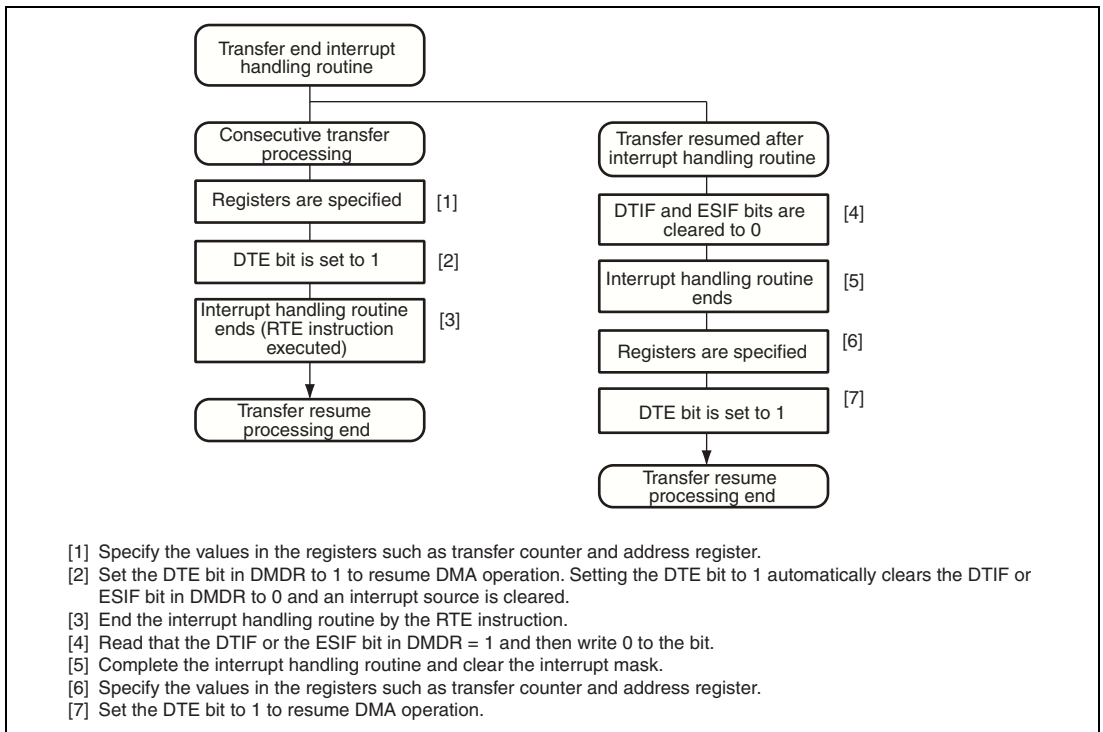 Transfer end interrupt
handling routine
Consecutive transfer
processing
Registers are specified [1]
DTE bit is set to 1 [2]
Interrupt handling routine
ends (RTE instruction
executed)
[3]
Transfer resume
processing end
Transfer resumed after
interrupt handling routine
DTIF and ESIF bits are
cleared to 0
[4]
Interrupt handling routine
ends
[5]
Registers are specified
[6]
DTE bit is set to 1
[7]
Transfer resume
processing end
[1] Specify the values in the registers such as transfer counter and address register.
[2] Set the DTE bit in DMDR to 1 to resume DMA operation. Setting the DTE bit to 1 automatically clears the DTIF or
ESIF bit in DMDR to 0 and an interrupt source is cleared.
[3] End the interrupt handling routine by the RTE instruction.
[4] Read that the DTIF or the ESIF bit in DMDR = 1 and then write 0 to the bit.
[5] Complete the interrupt handling routine and clear the interrupt mask.
[6] Specify the values in the registers such as transfer counter and address register.
[7] Set the DTE bit to 1 to resume DMA operation.